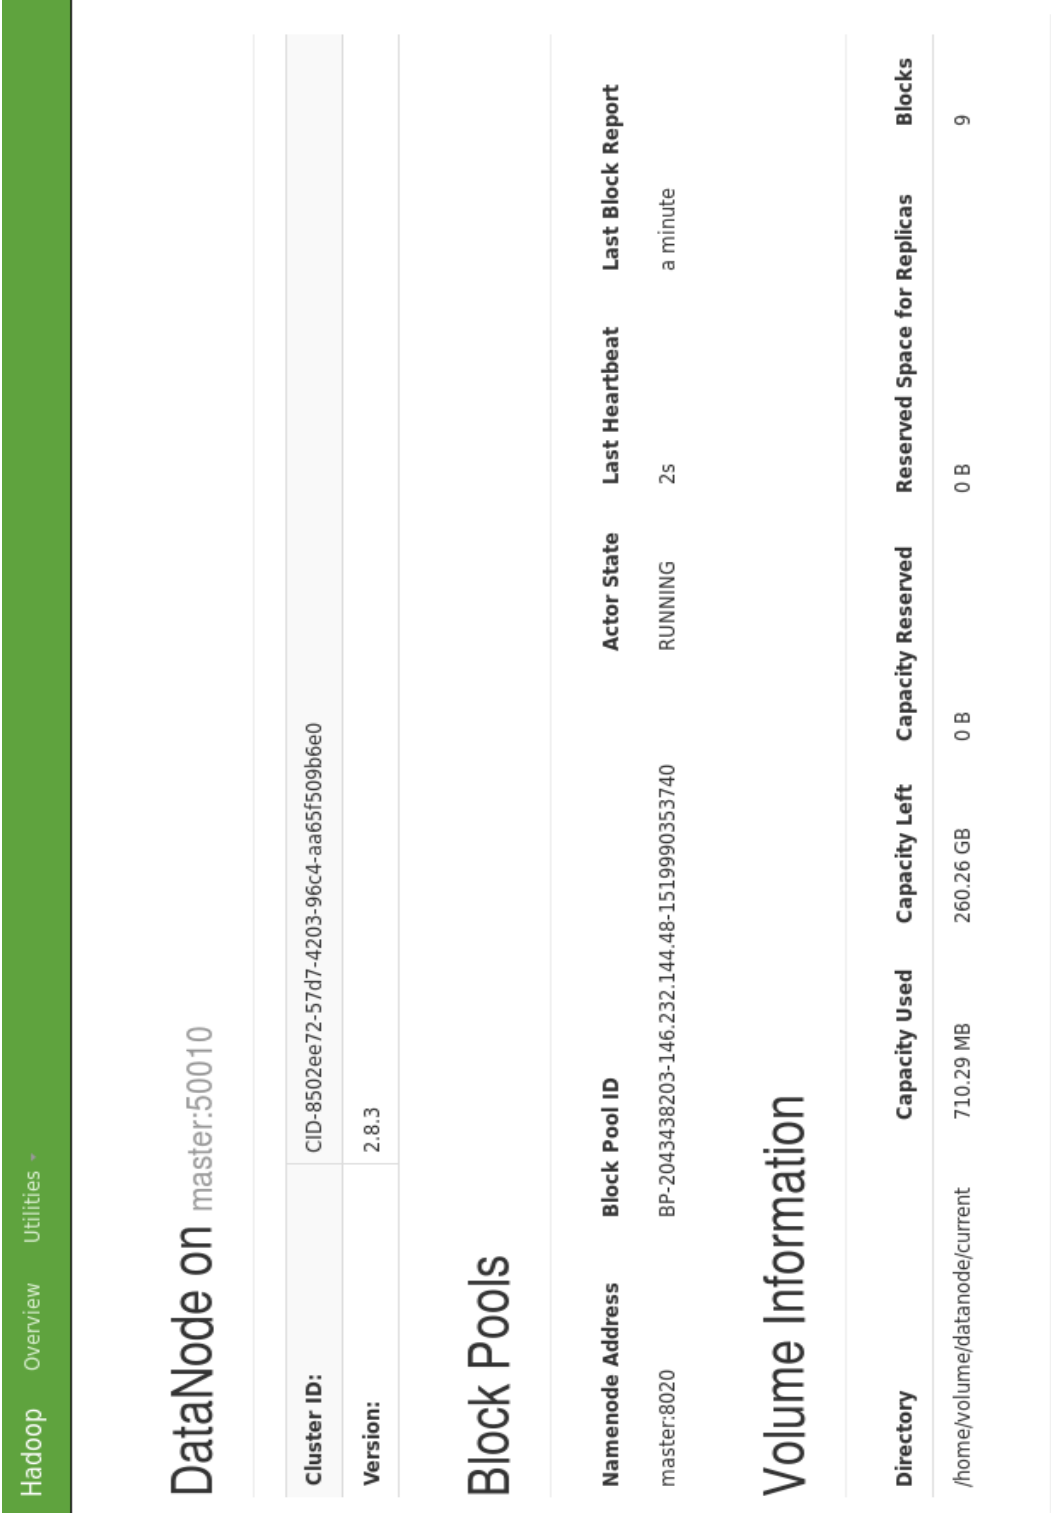 Hadoop Overview Utilities
DataNode on master:50010
Cluster ID: CID-8502ee72-57d7-4203-96c4-aa65f509b6e0
Version: 2.8.3
Block Pools
Namenode Address Block Pool ID Actor State Last Heartbeat Last Block Report
master:8020 BP-2043438203-146.232.144.48-1519990353740 RUNNING 2s a minute
Volume Information
Directory Capacity Used Capacity Left Capacity Reserved Reserved Space for Replicas Blocks
/home/volume/datanode/current 710.29 MB 260.26 GB 0 B 0 B 9